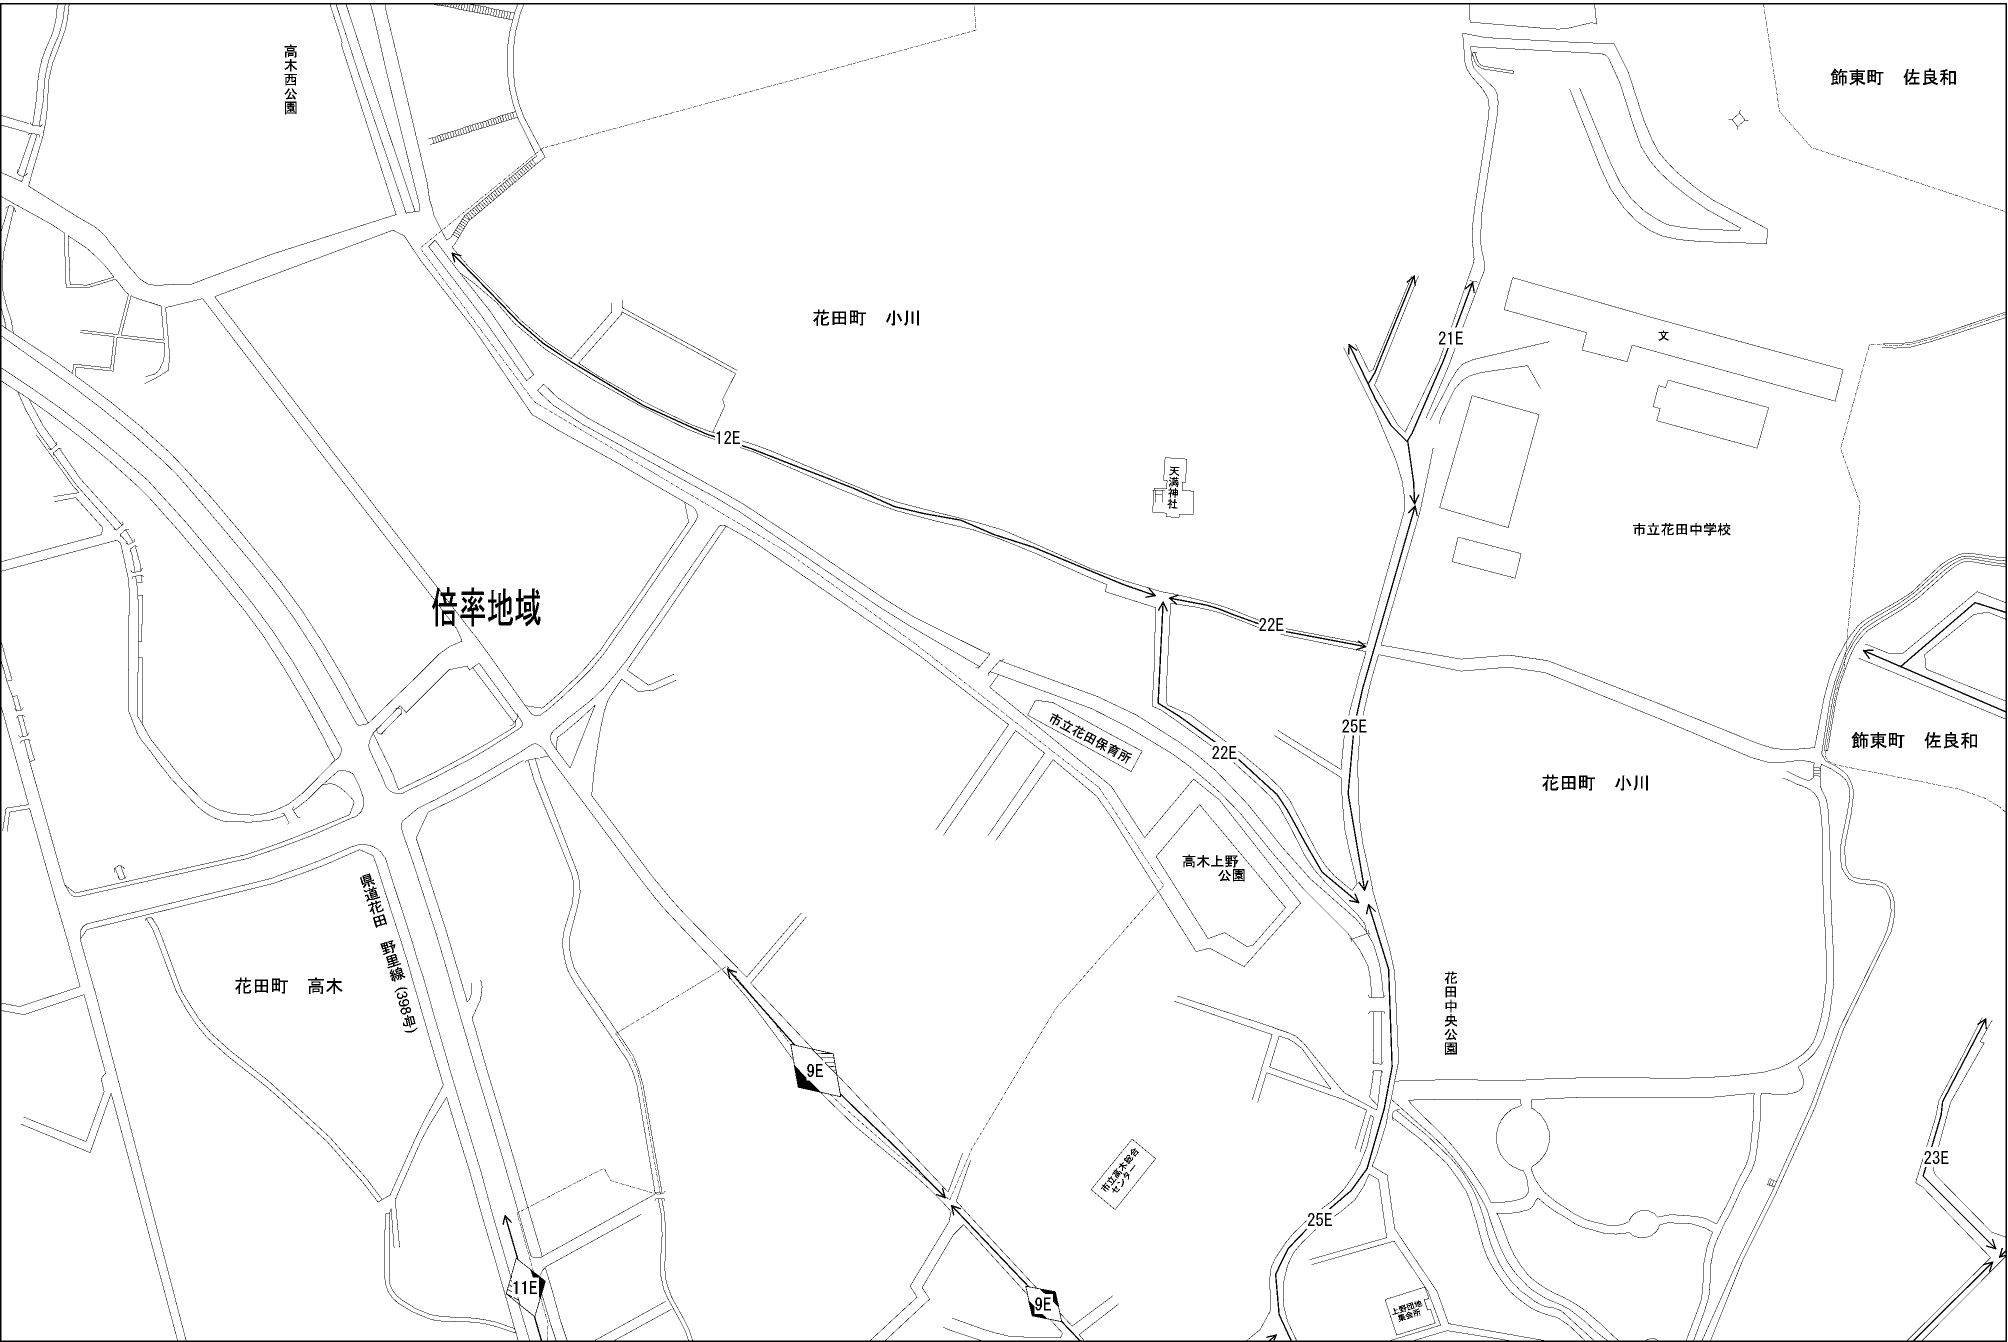 高木西公園
飾東町　佐良和
花田町　小川
21E
文
12E
天満神社
市立花田中学校
倍率地域
22E
25E
市立花田保育所
22E
飾東町　佐良和
花田町　小川
高木上野
公園
県道花田　野里線(398号)
花田町　高木
花田中央公園
9E
市立高木総合
センター
23E
25E
11E
9E
上野団地
集会所